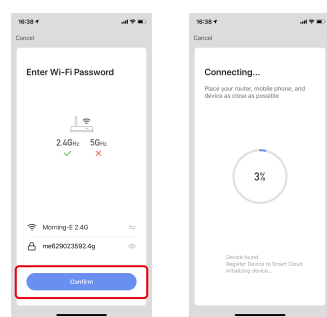 16:38
Cancel
Enter Wi-Fi Password
2.4GHz 5GHz
Morning-E 2.4G
me629023592.4g
Confirm
16:38
Cancel
Connecting...
Place your router, mobile phone, and
device as close as possible
3%
Device found
Register Device to Smart Cloud
Initializing device...